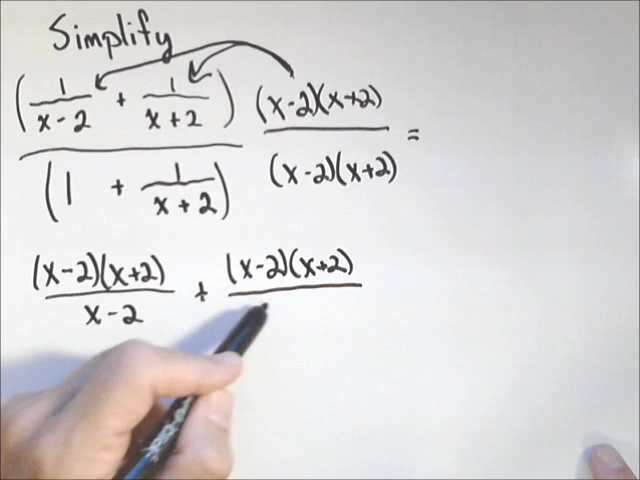 Simplify
(1/(x-2) + 1/(x+2)) (x-2)(x+2)
(1 + 1/(x+2)) (x-2)(x+2) =
(x-2)(x+2) + (x-2)(x+2)
x-2